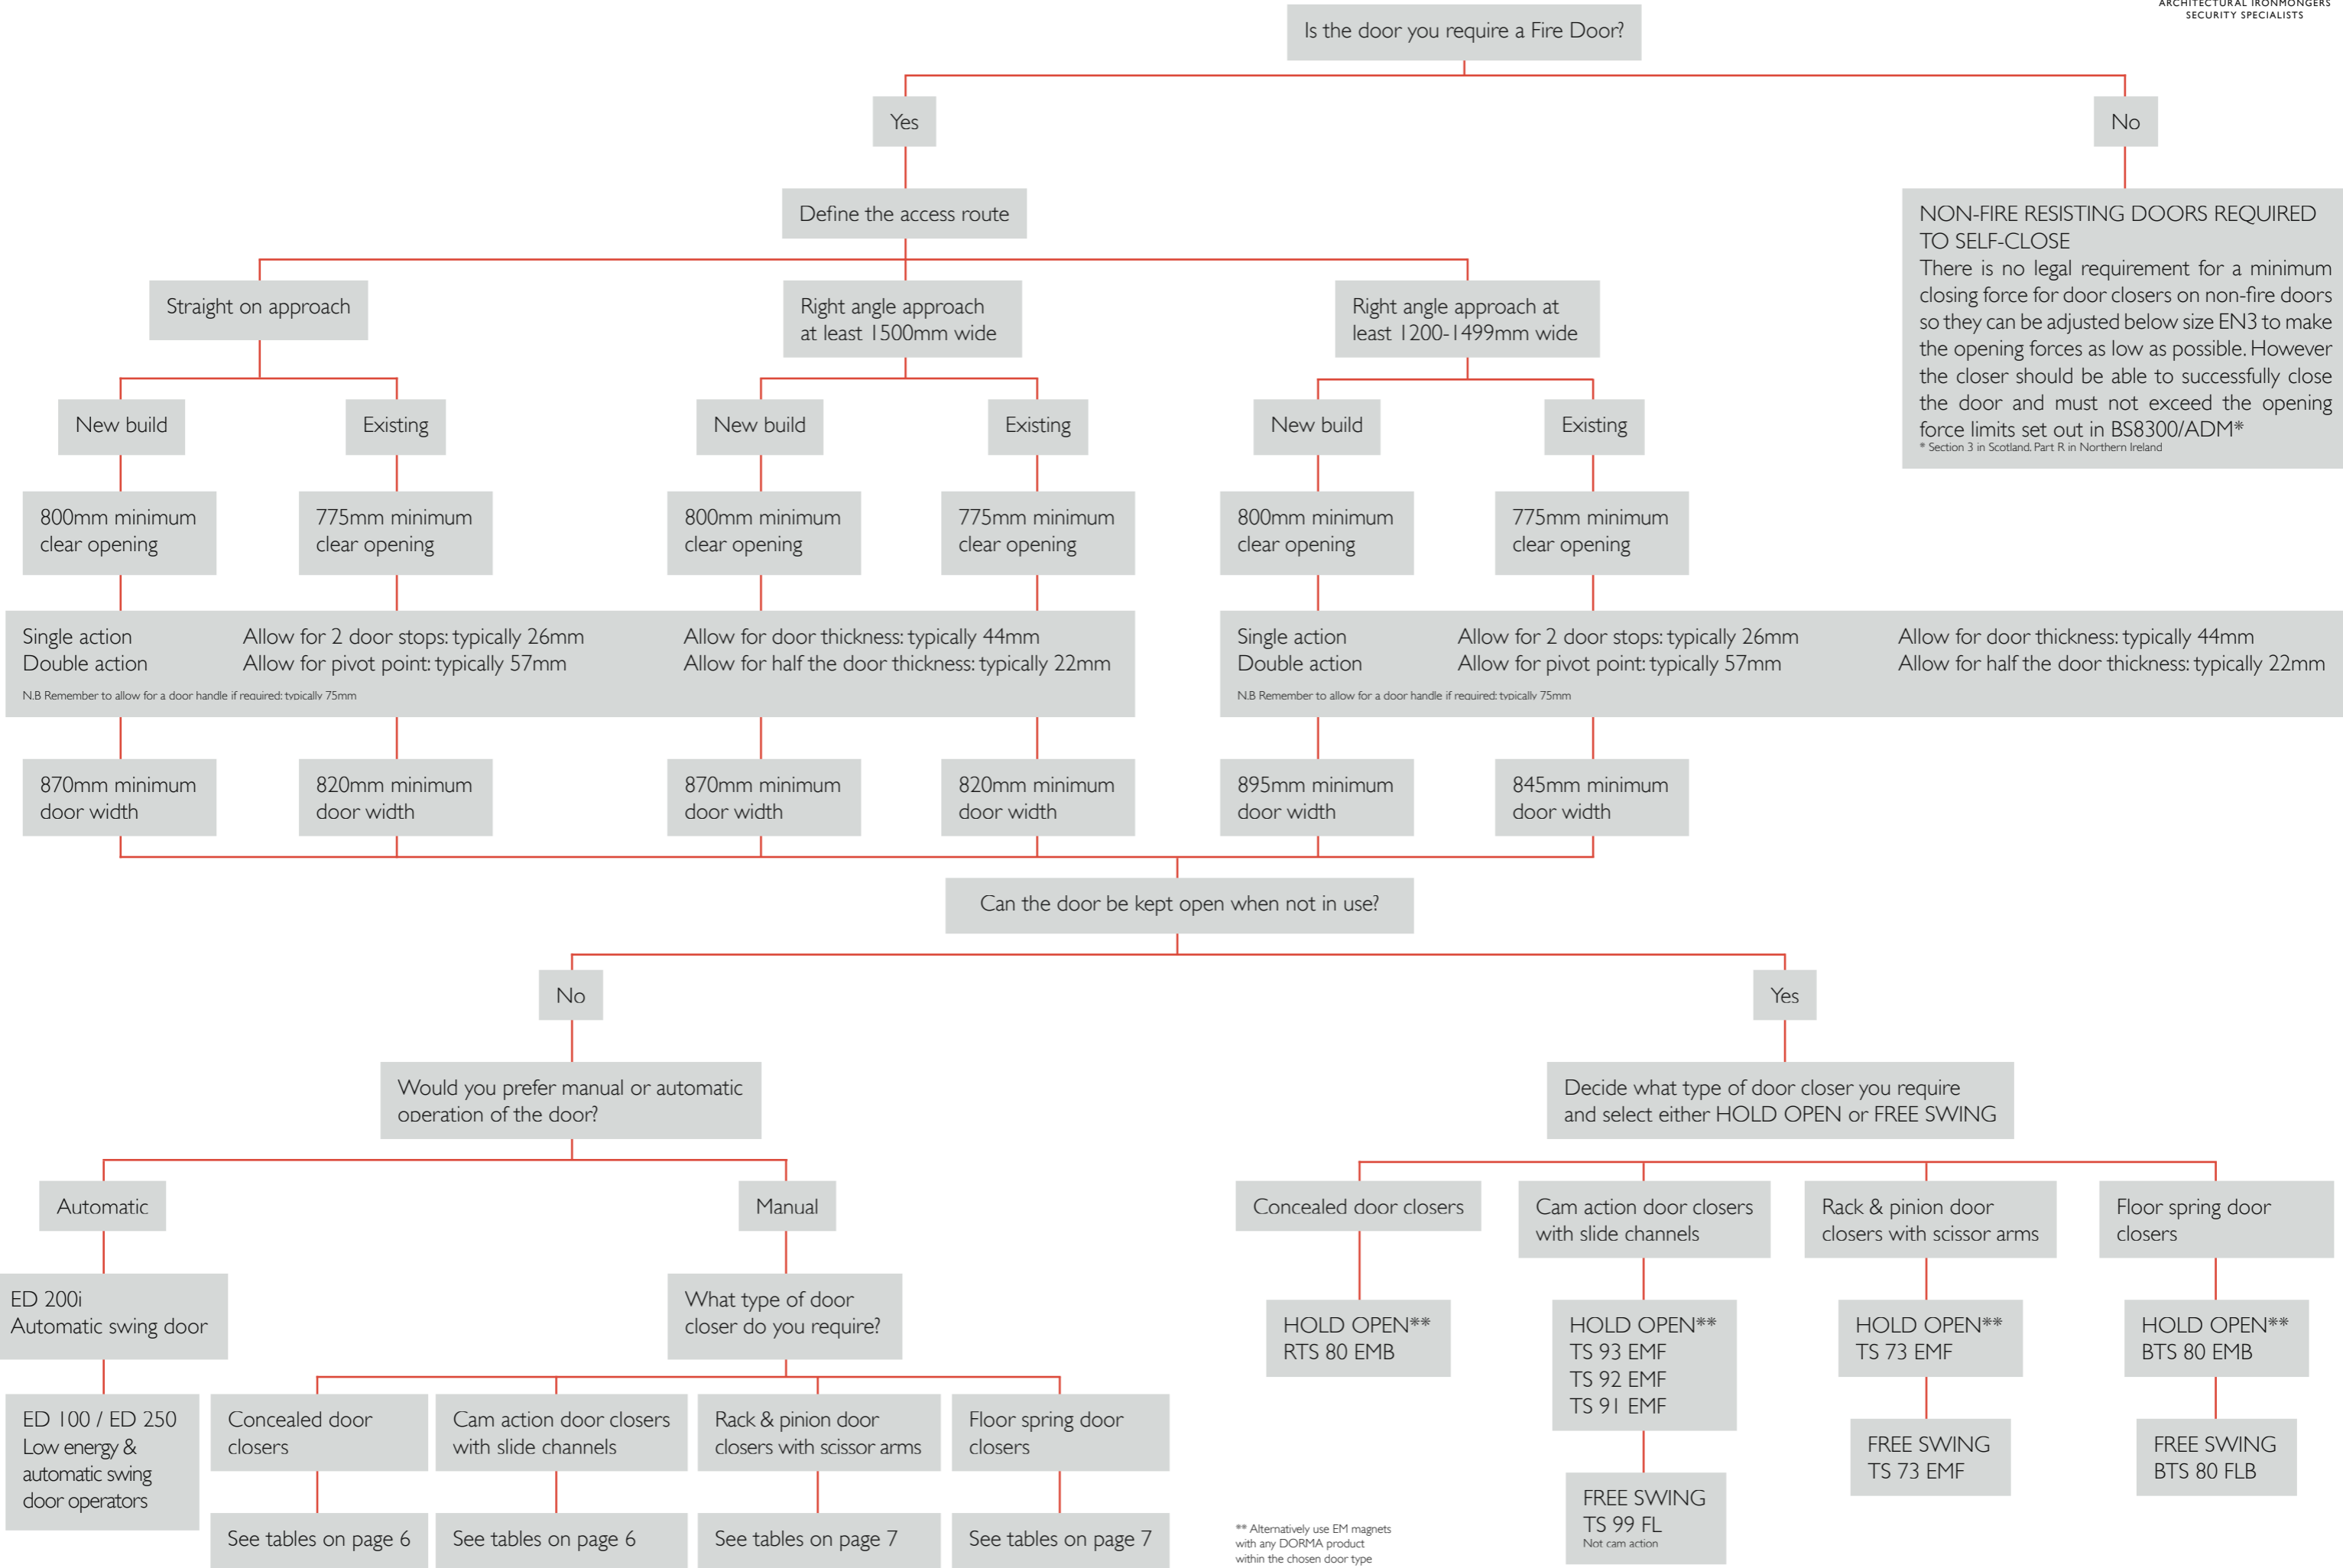 ARCHITECTURAL IRONMONGERS
SECURITY SPECIALISTS
Is the door you require a Fire Door?
Yes
No
Define the access route
NON-FIRE RESISTING DOORS REQUIRED
TO SELF-CLOSE
There is no legal requirement for a minimum
closing force for door closers on non-fire doors
so they can be adjusted below size EN3 to make
the opening forces as low as possible. However
the closer should be able to successfully close
the door and must not exceed the opening
force limits set out in BS8300/ADM*
* Section 3 in Scotland. Part R in Northern Ireland
Straight on approach
Right angle approach
at least 1500mm wide
Right angle approach at
least 1200-1499mm wide
New build
Existing
New build
Existing
New build
Existing
800mm minimum
clear opening
775mm minimum
clear opening
800mm minimum
clear opening
775mm minimum
clear opening
800mm minimum
clear opening
775mm minimum
clear opening
Single action Allow for 2 door stops: typically 26mm Allow for door thickness: typically 44mm
Double action Allow for pivot point: typically 57mm Allow for half the door thickness: typically 22mm
N.B Remember to allow for a door handle if required: typically 75mm
Single action Allow for 2 door stops: typically 26mm Allow for door thickness: typically 44mm
Double action Allow for pivot point: typically 57mm Allow for half the door thickness: typically 22mm
N.B Remember to allow for a door handle if required: typically 75mm
870mm minimum
door width
820mm minimum
door width
870mm minimum
door width
820mm minimum
door width
895mm minimum
door width
845mm minimum
door width
Can the door be kept open when not in use?
No
Yes
Would you prefer manual or automatic
operation of the door?
Decide what type of door closer you require
and select either HOLD OPEN or FREE SWING
Automatic
Manual
ED 200i
Automatic swing door
What type of door
closer do you require?
ED 100 / ED 250
Low energy &
automatic swing
door operators
Concealed door
closers
Cam action door closers
with slide channels
Rack & pinion door
closers with scissor arms
Floor spring door
closers
See tables on page 6
See tables on page 6
See tables on page 7
See tables on page 7
Concealed door closers
Cam action door closers
with slide channels
Rack & pinion door
closers with scissor arms
Floor spring door
closers
HOLD OPEN**
RTS 80 EMB
HOLD OPEN**
TS 93 EMF
TS 92 EMF
TS 91 EMF
HOLD OPEN**
TS 73 EMF
HOLD OPEN**
BTS 80 EMB
FREE SWING
TS 99 FL
Not cam action
FREE SWING
TS 73 EMF
FREE SWING
BTS 80 FLB
** Alternatively use EM magnets
with any DORMA product
within the chosen door type